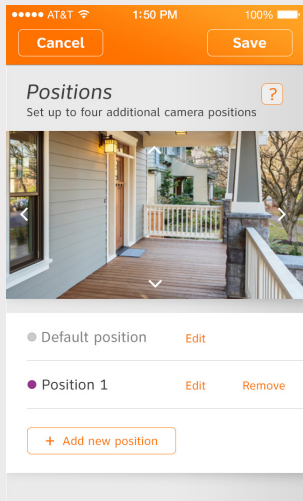 AT&T 1:50 PM 100%
Cancel Save
Positions ?
Set up to four additional camera positions
Default position Edit
Position 1 Edit Remove
+ Add new position